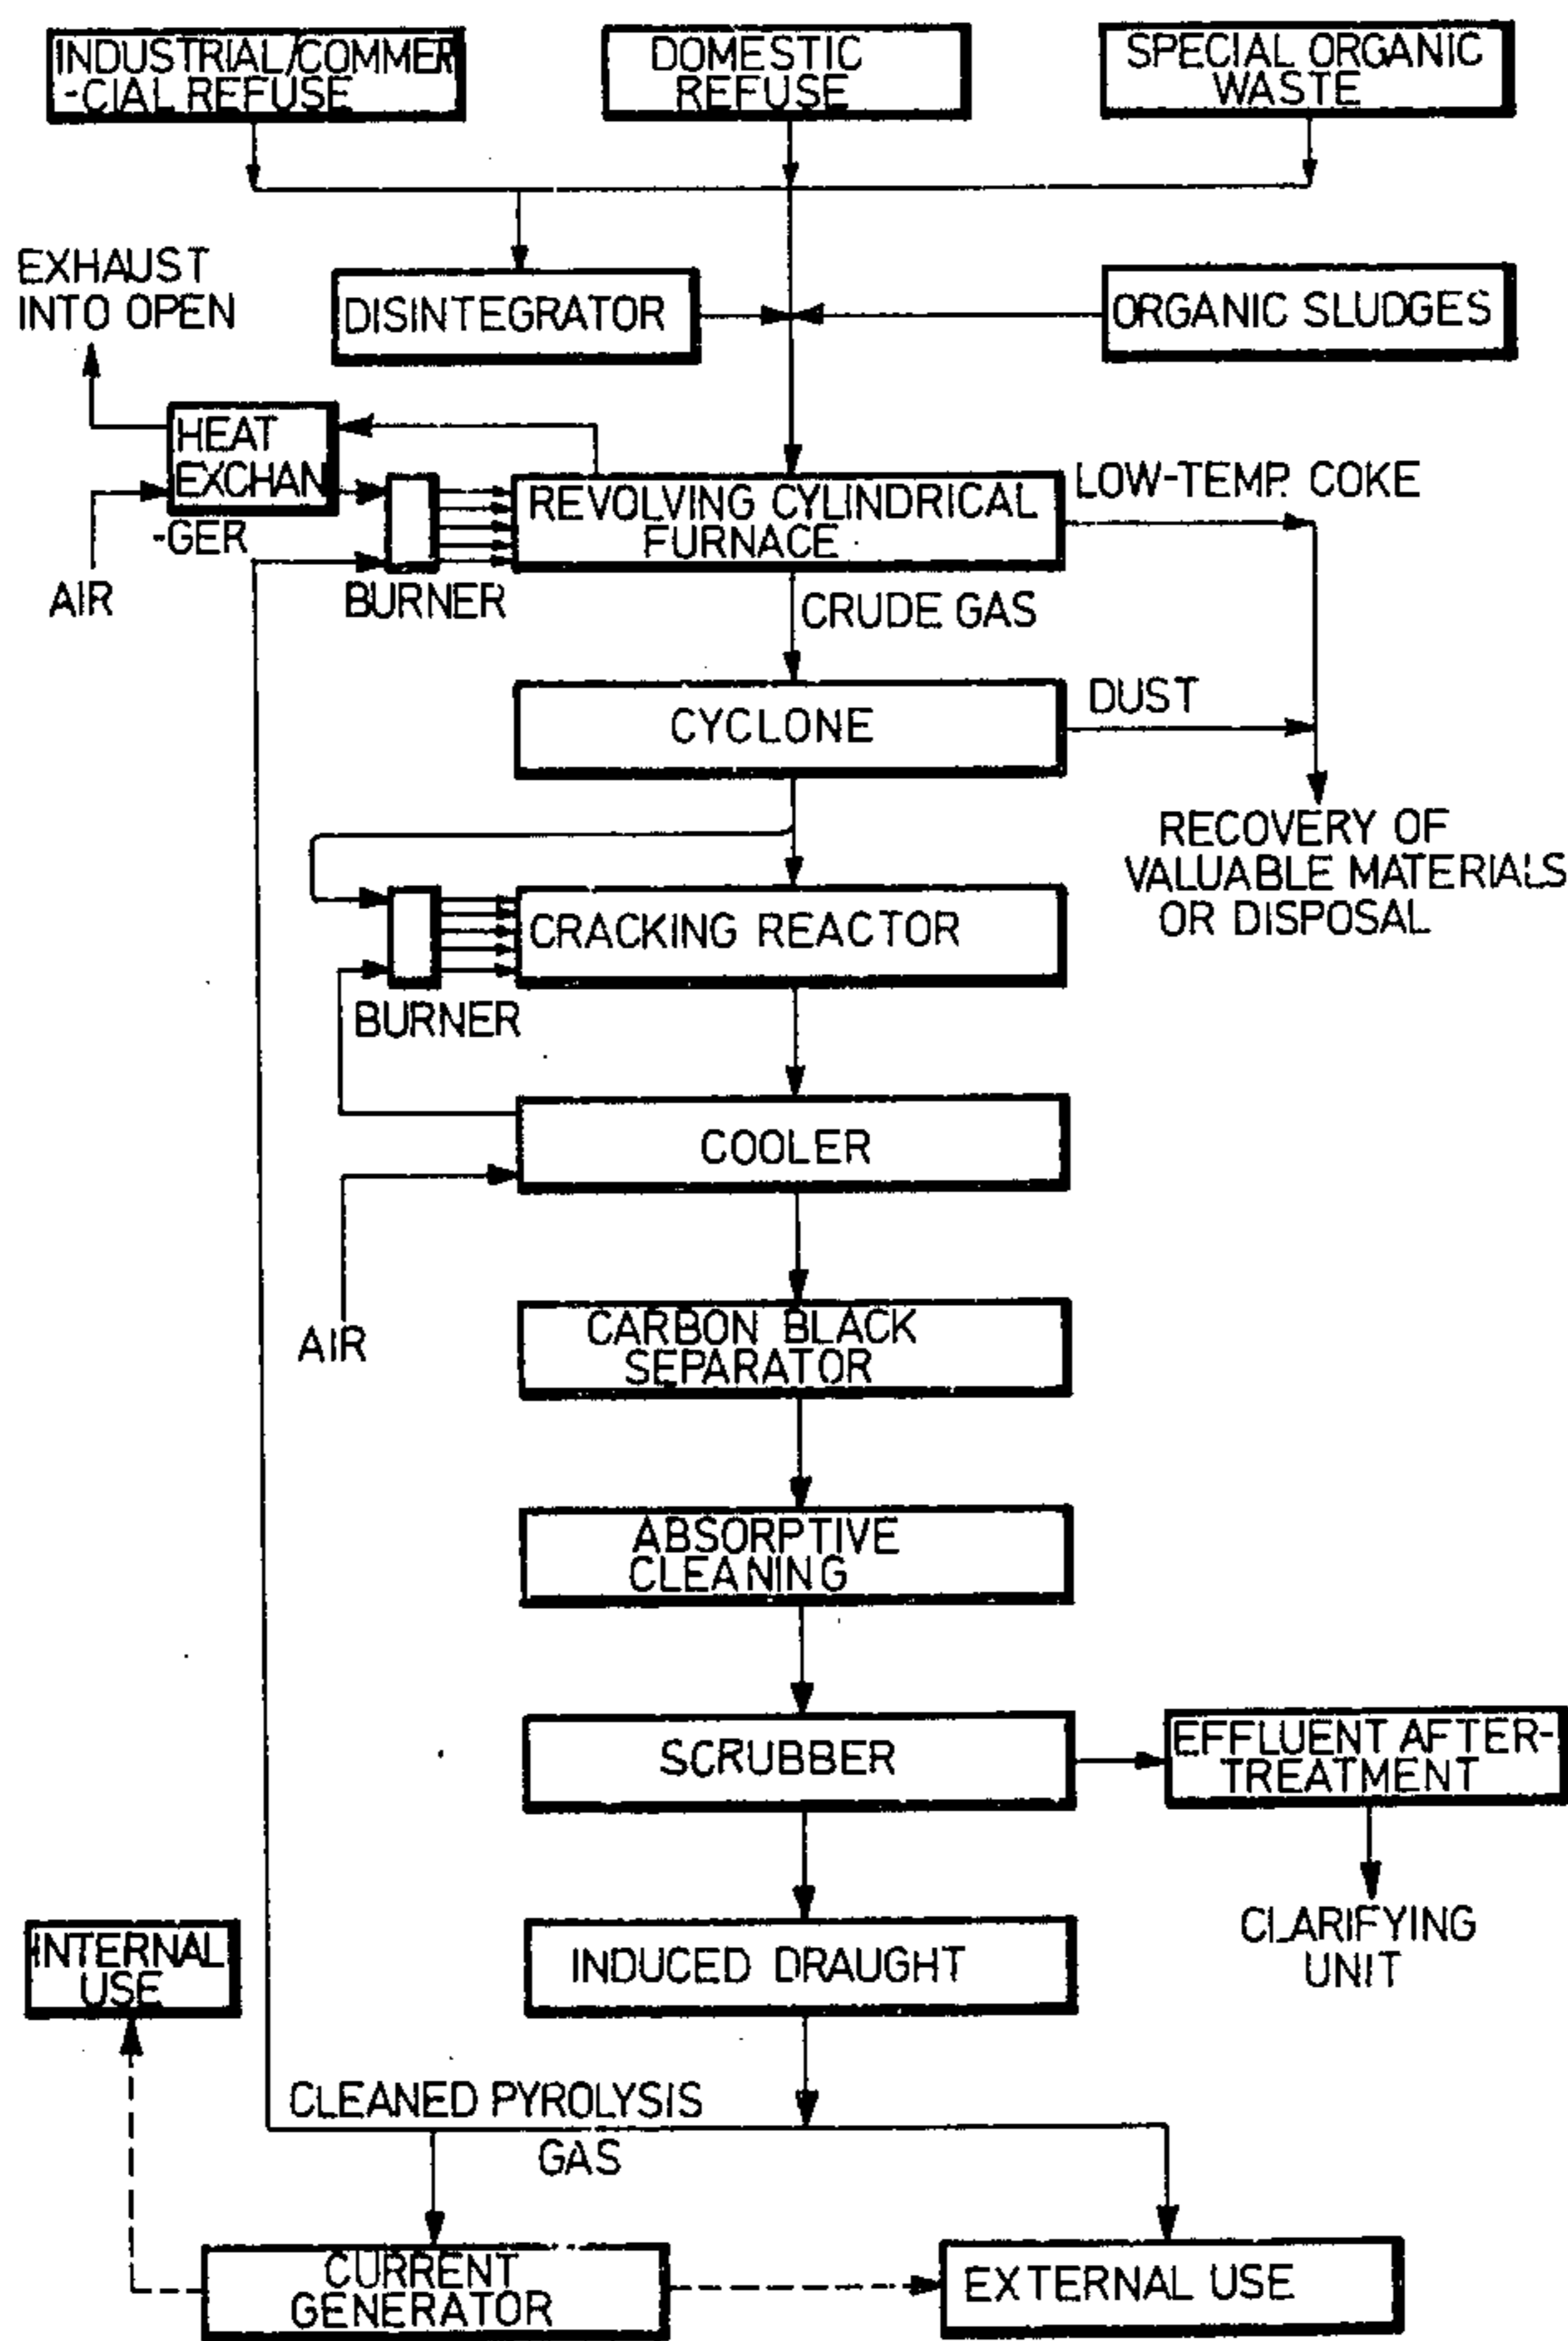 INDUSTRIAL/COMMER
-CIAL REFUSE
DOMESTIC
REFUSE
SPECIAL ORGANIC
WASTE
EXHAUST
INTO OPEN
DISINTEGRATOR
ORGANIC SLUDGES
HEAT
EXCHAN
-GER
AIR
BURNER
REVOLVING CYLINDRICAL
FURNACE
LOW-TEMP. COKE
CRUDE GAS
CYCLONE
DUST
RECOVERY OF
VALUABLE MATERIALS
OR DISPOSAL
CRACKING REACTOR
BURNER
COOLER
AIR
CARBON BLACK
SEPARATOR
ABSORPTIVE
CLEANING
SCRUBBER
EFFLUENT AFTER-
TREATMENT
CLARIFYING
UNIT
INDUCED DRAUGHT
INTERNAL
USE
CLEANED PYROLYSIS
GAS
CURRENT
GENERATOR
EXTERNAL USE